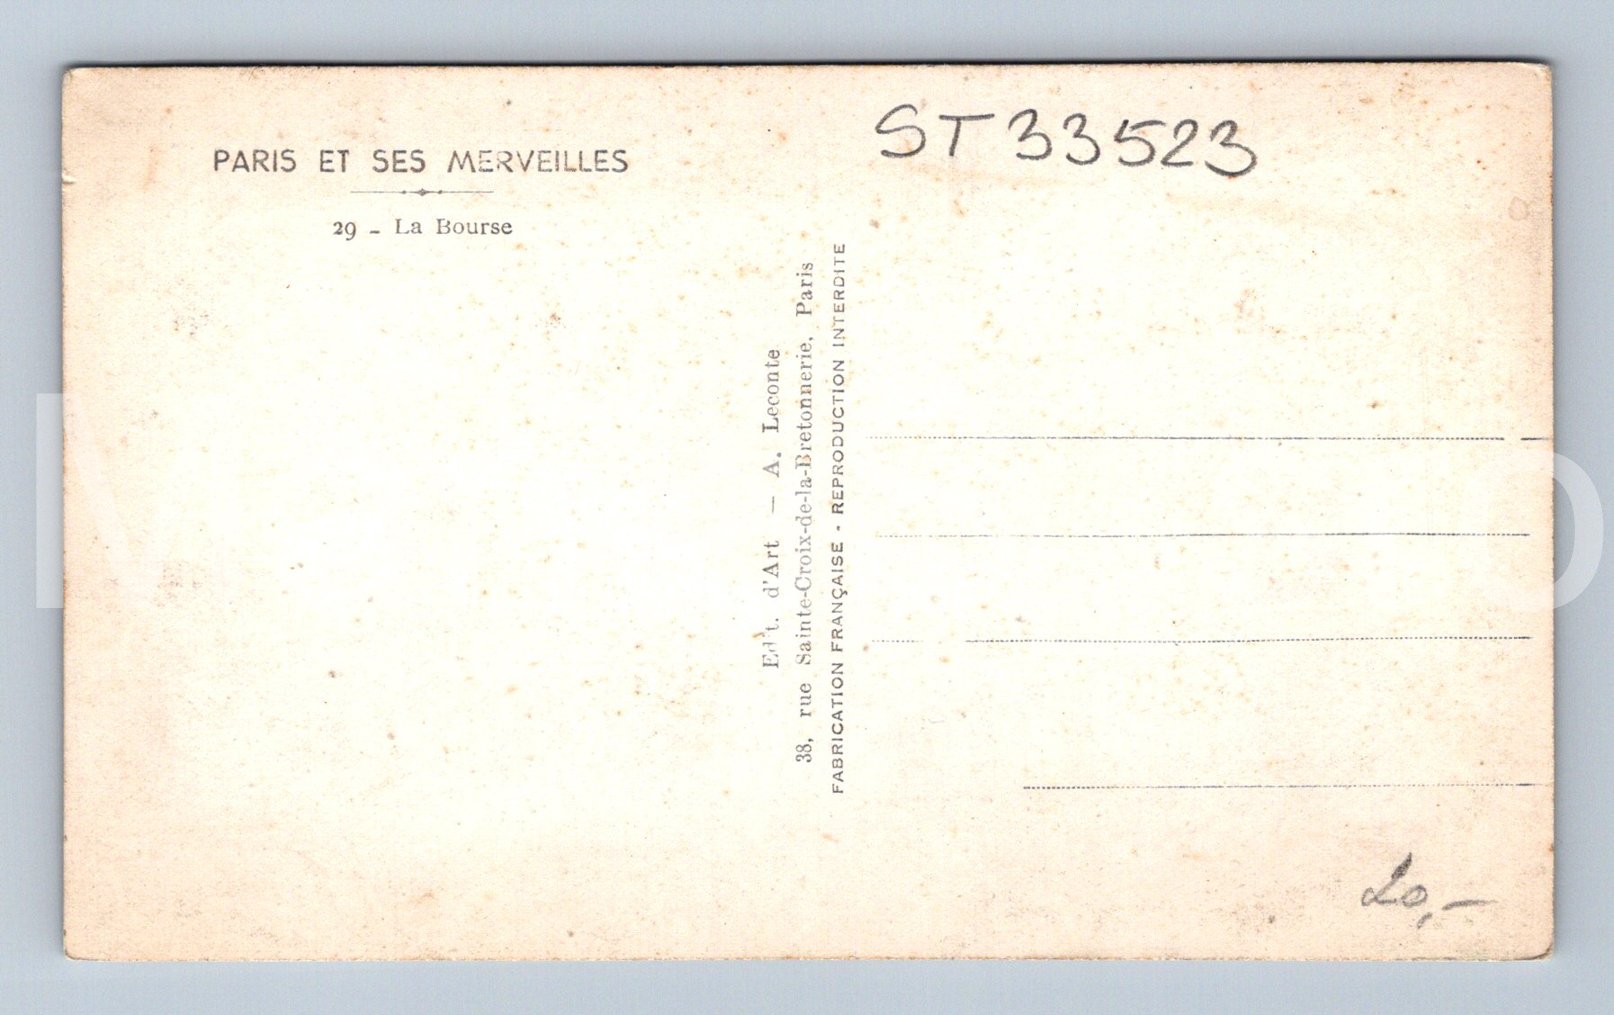 PARIS ET SES MERVEILLES
29 - La Bourse
Edit. d'Art — A. Leconte
38, rue Sainte-Croix-de-la-Bretonnerie, Paris
FABRICATION FRANÇAISE - REPRODUCTION INTERDITE
ST33523
20,-